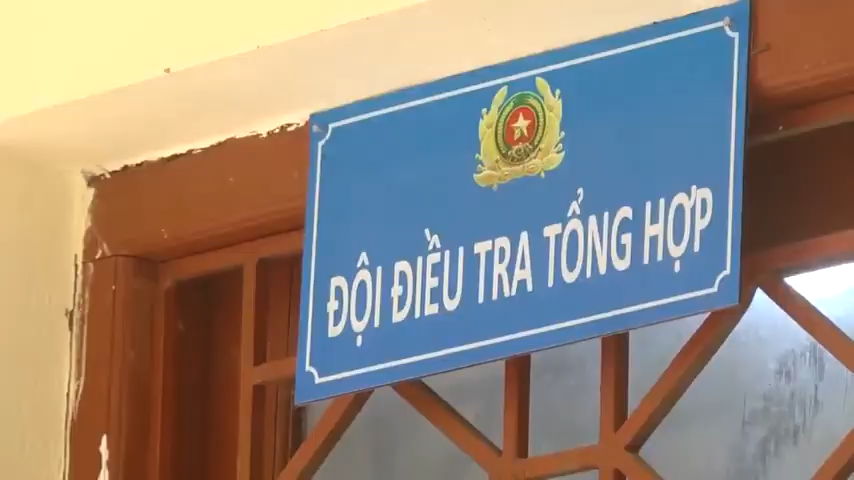 ĐỘI ĐIỀU TRA TỔNG HỢP